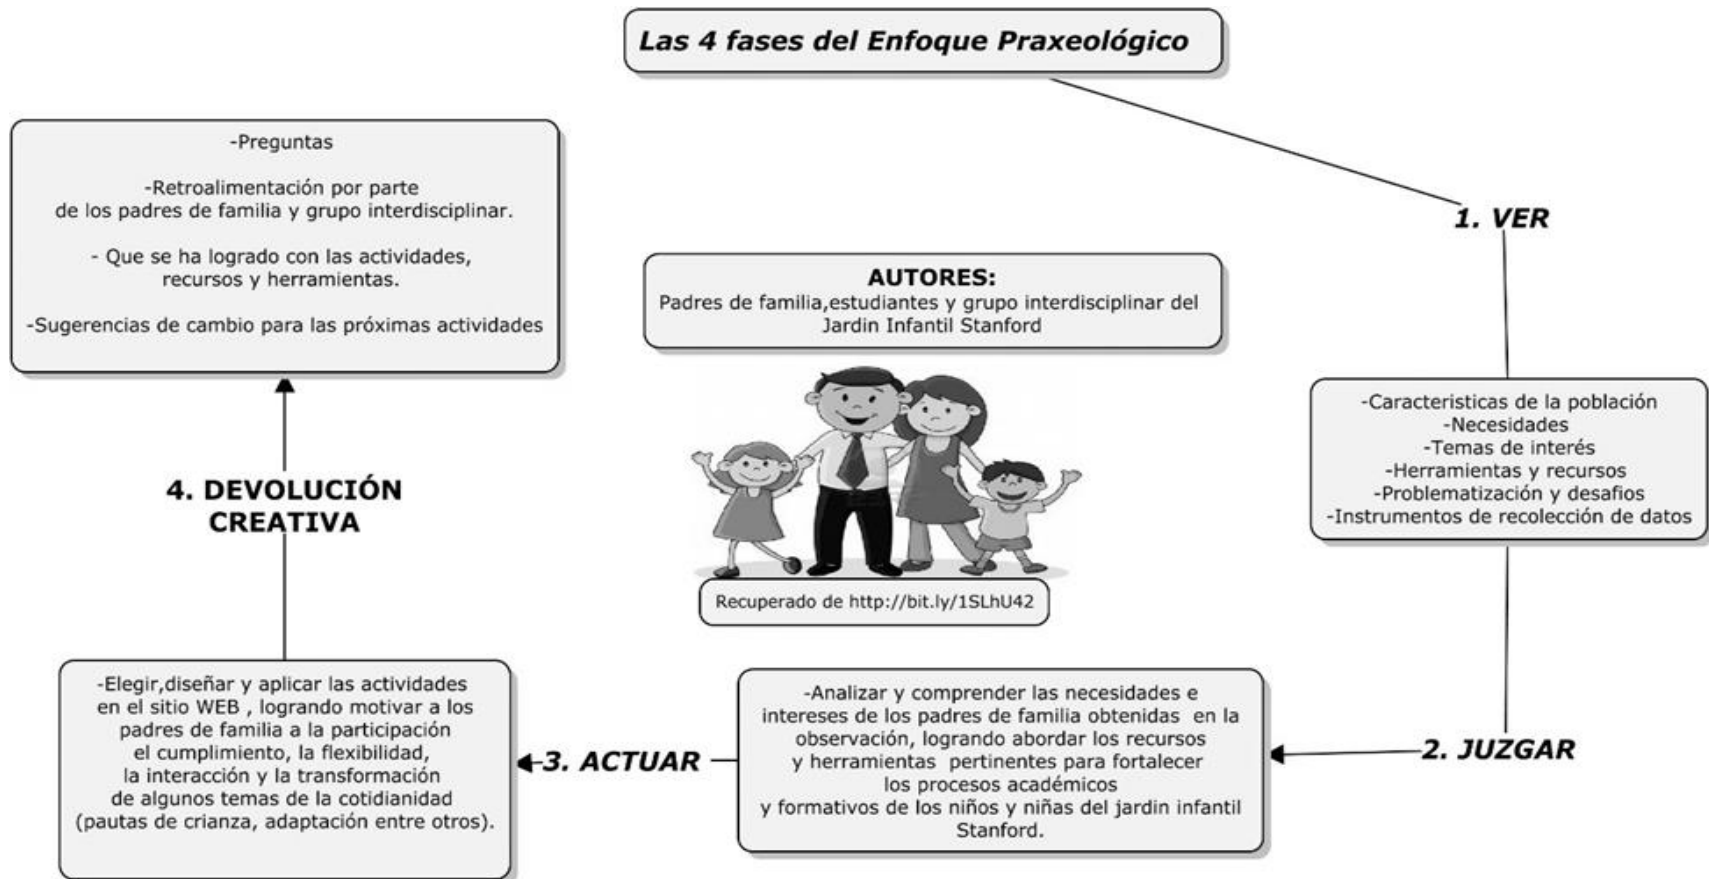 Las 4 fases del Enfoque Praxeológico
1. VER
-Caracteristicas de la población
-Necesidades
-Temas de interés
-Herramientas y recursos
-Problematización y desafios
-Instrumentos de recolección de datos
2. JUZGAR
-Analizar y comprender las necesidades e
intereses de los padres de familia obtenidas en la
observación, logrando abordar los recursos
y herramientas pertinentes para fortalecer
los procesos académicos
y formativos de los niños y niñas del jardin infantil
Stanford.
3. ACTUAR
-Elegir,diseñar y aplicar las actividades
en el sitio WEB , logrando motivar a los
padres de familia a la participación
el cumplimiento, la flexibilidad,
la interacción y la transformación
de algunos temas de la cotidianidad
(pautas de crianza, adaptación entre otros).
4. DEVOLUCIÓN
CREATIVA
-Preguntas
-Retroalimentación por parte
de los padres de familia y grupo interdisciplinar.
- Que se ha logrado con las actividades,
recursos y herramientas.
-Sugerencias de cambio para las próximas actividades
AUTORES:
Padres de familia,estudiantes y grupo interdisciplinar del
Jardin Infantil Stanford
Recuperado de http://bit.ly/1SLhU42